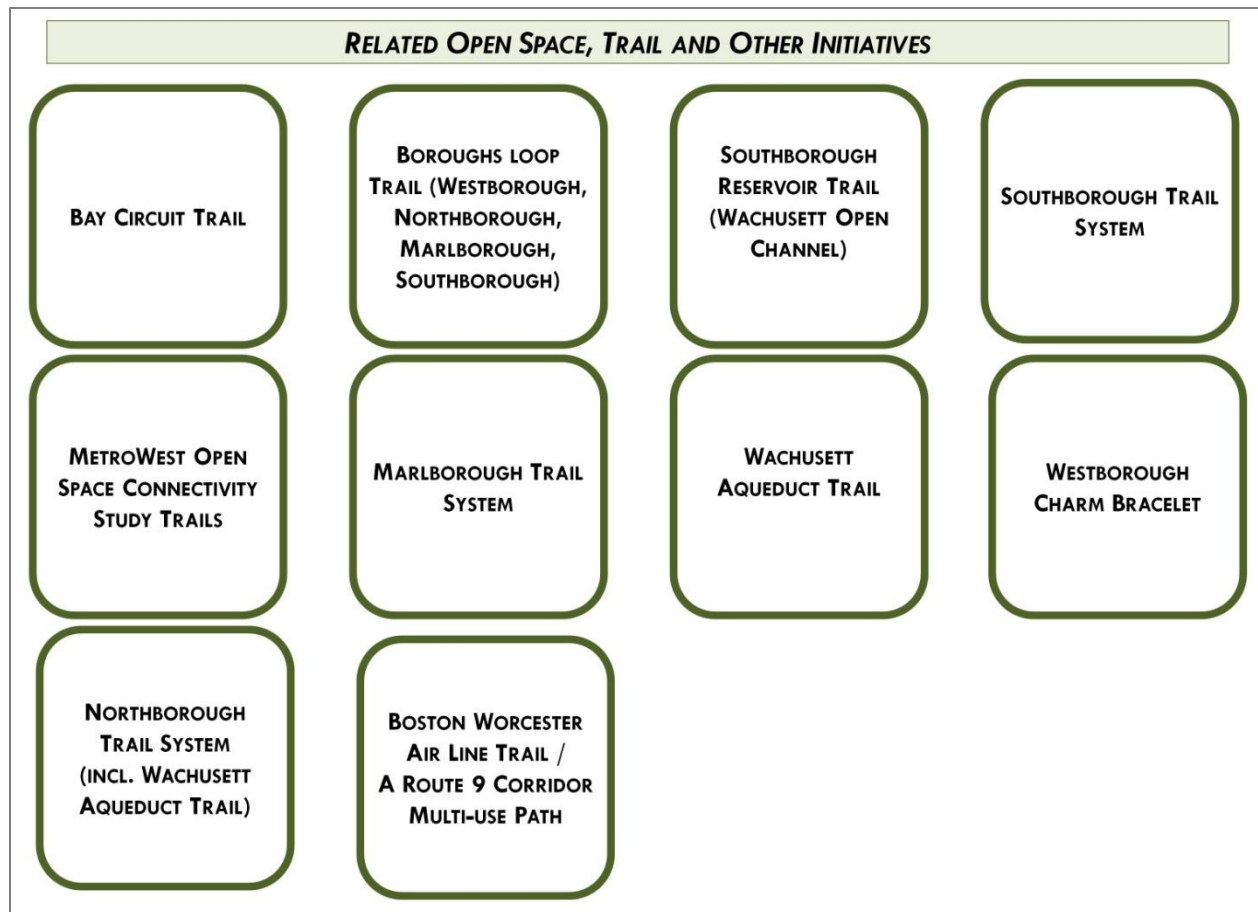 Related Open Space, Trail and Other Initiatives
Bay Circuit Trail
Boroughs loop
Trail (Westborough,
Northborough,
Marlborough,
Southborough)
Southborough
Reservoir Trail
(Wachusett Open
Channel)
Southborough Trail
System
MetroWest Open
Space Connectivity
Study Trails
Marlborough Trail
System
Wachusett
Aqueduct Trail
Westborough
Charm Bracelet
Northborough
Trail System
(incl. Wachusett
Aqueduct Trail)
Boston Worcester
Air Line Trail /
A Route 9 Corridor
Multi-use Path